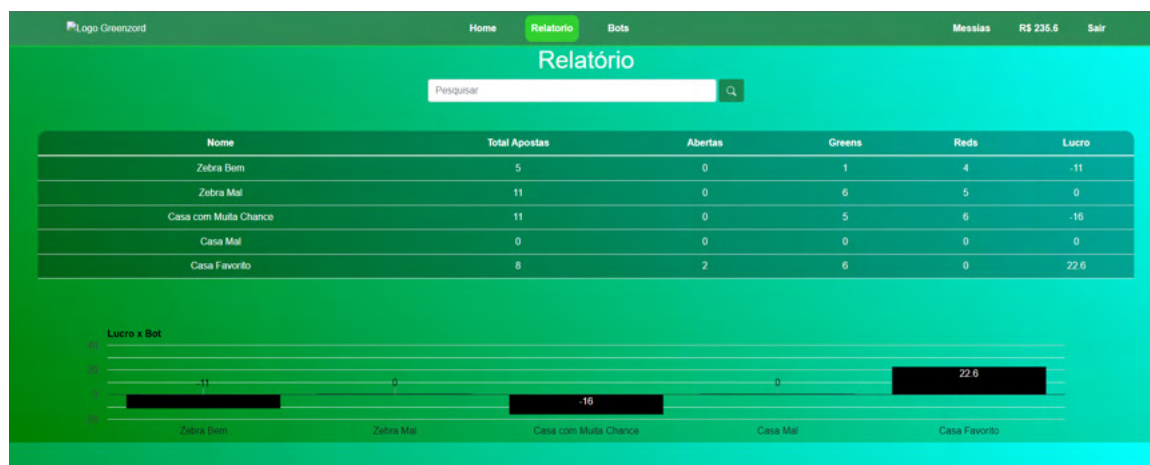 Logo Greenzord Home Relatorio Bots Messias R$ 235.6 Sair
Relatório
Pesquisar
Nome Total Apostas Abertas Greens Reds Lucro
Zebra Bem 5 0 1 4 -11
Zebra Mal 11 0 6 5 0
Casa com Muita Chance 11 0 5 6 -16
Casa Mal 0 0 0 0 0
Casa Favorito 8 2 6 0 22.6
Lucro x Bot
40
20
0
-11 0 -16 0 22.6
Zebra Bem Zebra Mal Casa com Muita Chance Casa Mal Casa Favorito